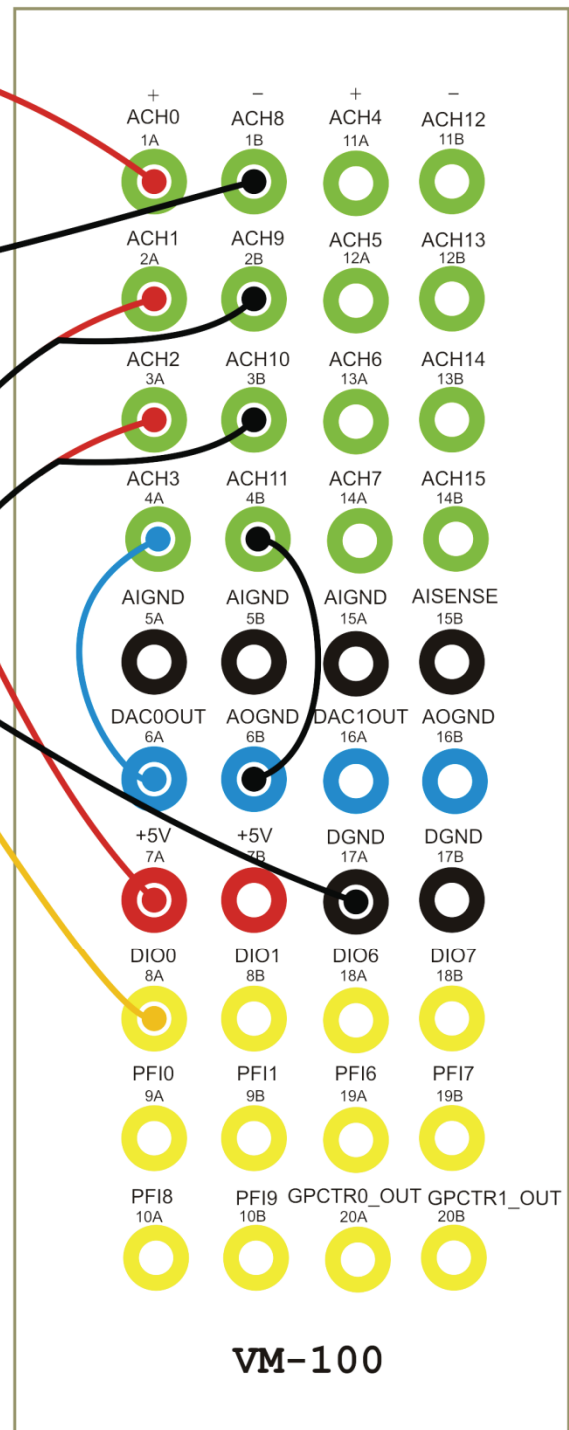 + − + −
ACH0 ACH8 ACH4 ACH12
1A 1B 11A 11B
ACH1 ACH9 ACH5 ACH13
2A 2B 12A 12B
ACH2 ACH10 ACH6 ACH14
3A 3B 13A 13B
ACH3 ACH11 ACH7 ACH15
4A 4B 14A 14B
AIGND AIGND AIGND AISENSE
5A 5B 15A 15B
DAC0OUT AOGND DAC1OUT AOGND
6A 6B 16A 16B
+5V +5V DGND DGND
7A 7B 17A 17B
DIO0 DIO1 DIO6 DIO7
8A 8B 18A 18B
PFI0 PFI1 PFI6 PFI7
9A 9B 19A 19B
PFI8 PFI9 GPCTR0_OUT GPCTR1_OUT
10A 10B 20A 20B
VM-100